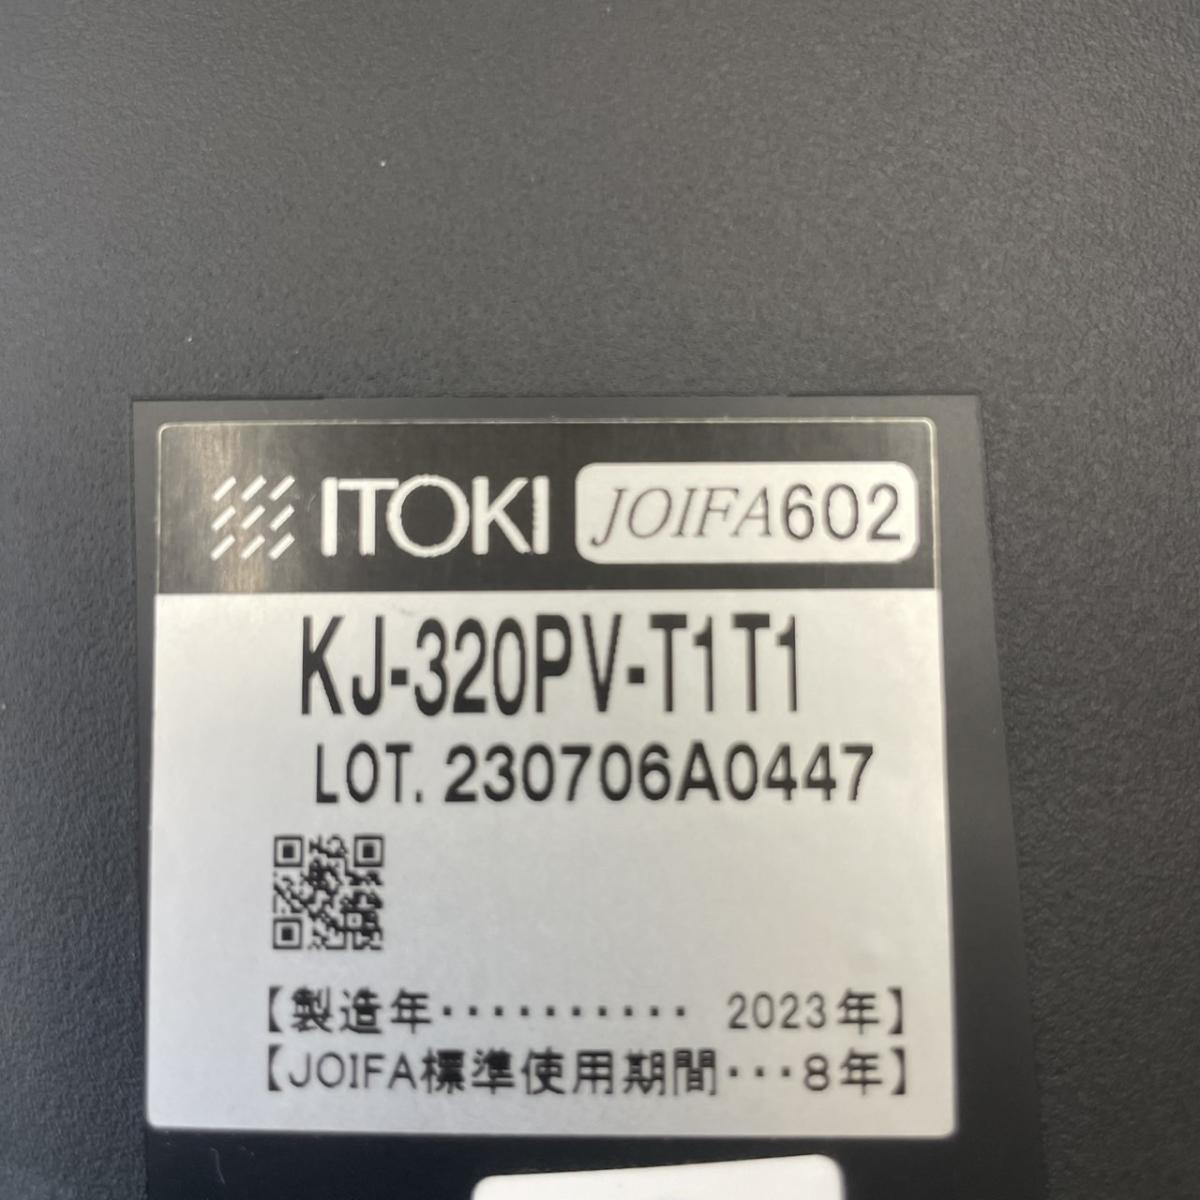 ITOKI JOIFA602
KJ-320PV-T1T1
LOT. 230706A0447
【製造年・・・・・・・・・・ 2023年】
【JOIFA標準使用期間・・・8年】